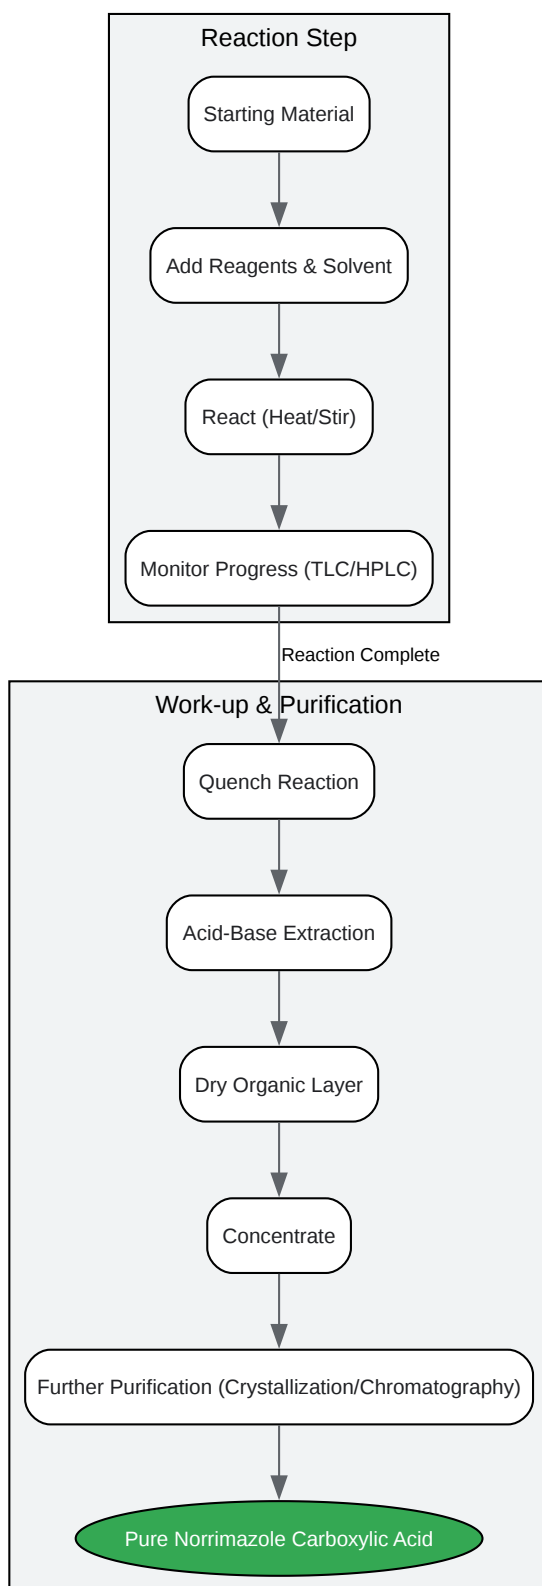 Reaction Step
Starting Material
Add Reagents & Solvent
React (Heat/Stir)
Monitor Progress (TLC/HPLC)
Reaction Complete
Work-up & Purification
Quench Reaction
Acid-Base Extraction
Dry Organic Layer
Concentrate
Further Purification (Crystallization/Chromatography)
Pure Norrimazole Carboxylic Acid